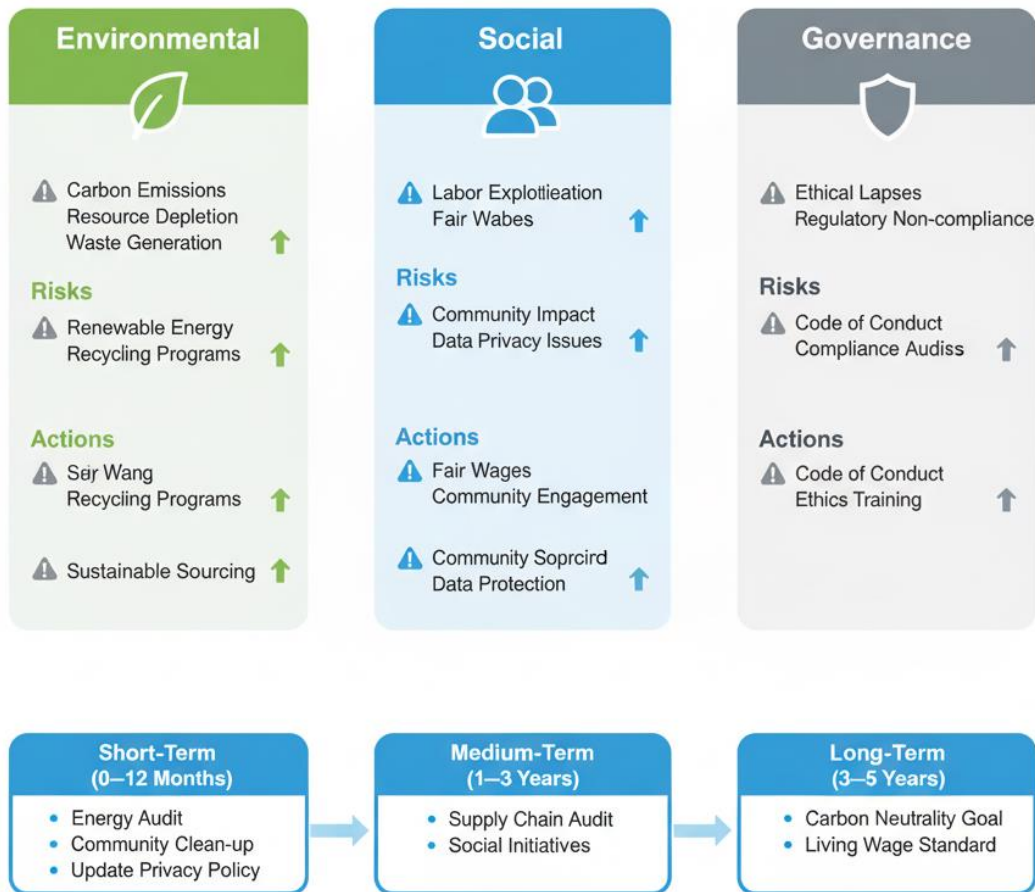 Environmental
Carbon Emissions
Resource Depletion
Waste Generation
Risks
Renewable Energy
Recycling Programs
Actions
Wang
Recycling Programs
Sustainable Sourcing
Social
Labor
Fair Wabes
Risks
Community Impact
Data Privacy Issues
Actions
Fair Wages
Community Engagement
Community Soprcird
Data Protection
Governance
Ethical Lapses
Regulatory Non-compliance
Risks
Code of Conduct
Compliance Audiss
Actions
Code of Conduct
Ethics Training
Short-Term
(0–12 Months)
• Energy Audit
• Community Clean-up
• Update Privacy Policy
Medium-Term
(1–3 Years)
• Supply Chain Audit
• Social Initiatives
Long-Term
(3–5 Years)
• Carbon Neutrality Goal
• Living Wage Standard